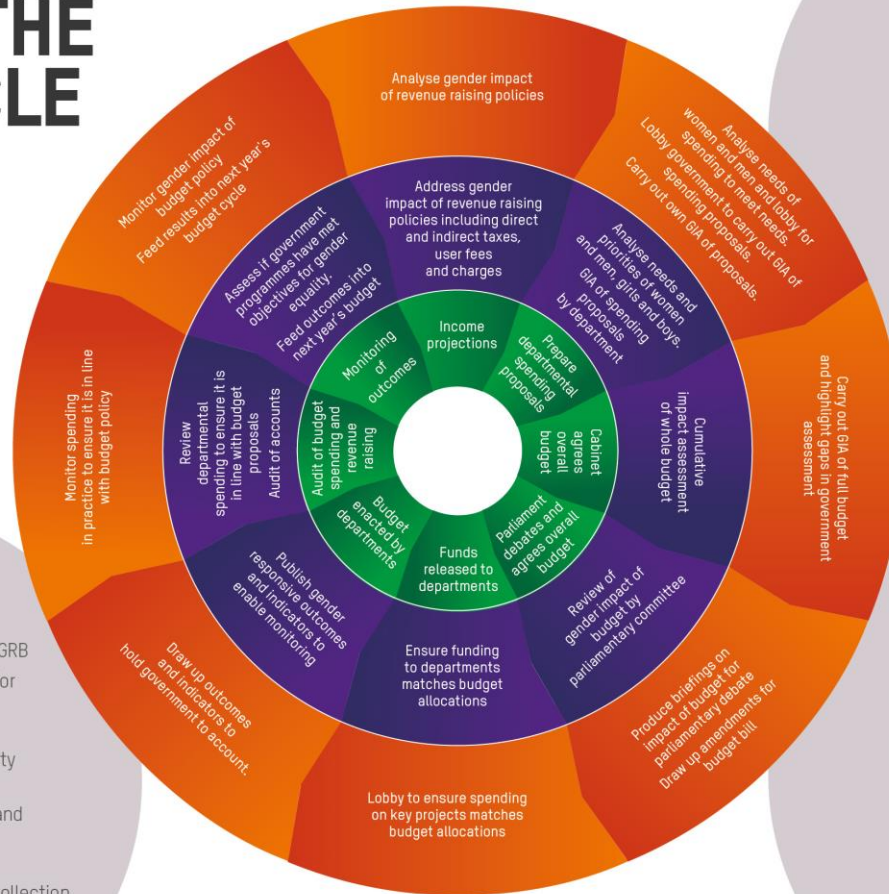 THE
CLE
Analyse gender impact
of revenue raising policies
Analyse needs of
women and men and lobby for
spending to meet needs.
Lobby government to carry out GIA of
spending proposals.
Carry out own GIA of proposals.
Carry out GIA of full budget
and highlight gaps in government
assessment
Produce briefings on
impact of budget for
parliamentary debate
Draw up amendments for
budget bill
Lobby to ensure spending
on key projects matches
budget allocations
Draw up outcomes
and indicators to
hold government to account.
Monitor spending
in practice to ensure it is in line
with budget policy
Monitor gender impact of
budget policy
Feed results into next year's
budget cycle
Address gender
impact of revenue raising
policies including direct
and indirect taxes,
user fees
and charges
Analyse needs and
priorities of women
and men, girls and boys.
GIA of spending
proposals
by department
Cumulative
impact assessment
of whole budget
Review of
gender impact of
budget by
parliamentary committee
Ensure funding
to departments
matches budget
allocations
Publish gender
responsive outcomes
and indicators to
enable monitoring
Review
departmental
spending to ensure it is
in line with budget
proposals
Audit of accounts
Assess if government
programmes have met
objectives for gender
equality.
Feed outcomes into
next year's budget
Income
projections
Prepare
departmental
spending
proposals
Cabinet
agrees
overall
budget
Parliament
debates and
agrees overall
budget
Funds
released to
departments
Budget
enacted by
departments
Audit of budget
spending and
revenue
raising
Monitoring
of
outcomes
GRB
or
ty
and
ollection